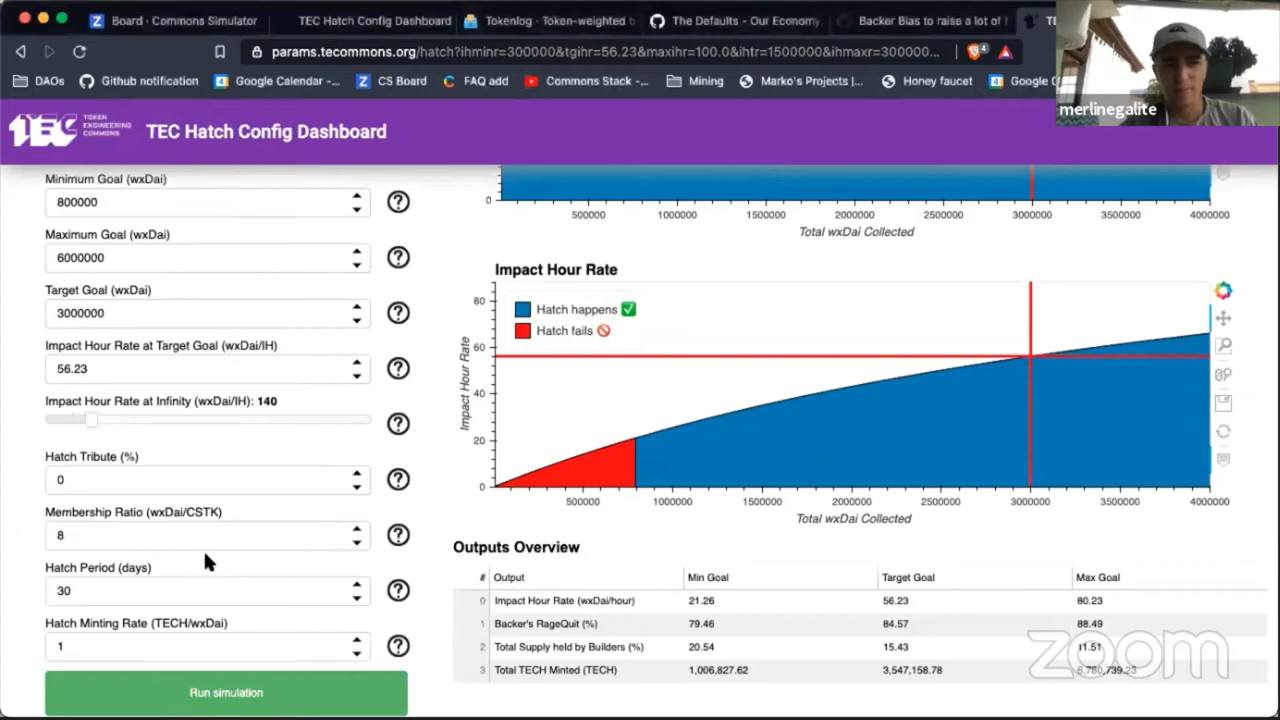 Board - Commons Simulator
TEC Hatch Config Dashboard
Tokenlog · Token-weighted b
The Defaults - Our Economy
Backer Bias to raise a lot of
TE
params.tecommons.org/hatch?ihminr=300000&tgihr=56.23&maxihr=100.0&ihtr=1500000&ihmaxr=300000...
4
DAOs
Github notification
Google Calendar -...
CS Board
FAQ add
Commons Stack -...
Mining
Marko's Projects |...
Honey faucet
Google
merlinegalite
TEC
TOKEN
ENGINEERING
COMMONS
TEC Hatch Config Dashboard
Minimum Goal (wxDai)
800000
Maximum Goal (wxDai)
6000000
Target Goal (wxDai)
3000000
Impact Hour Rate at Target Goal (wxDai/IH)
56.23
Impact Hour Rate at Infinity (wxDai/IH): 140
Hatch Tribute (%)
0
Membership Ratio (wxDai/CSTK)
8
Hatch Period (days)
30
Hatch Minting Rate (TECH/wxDai)
1
Run simulation
0
500000 1000000 1500000 2000000 2500000 3000000 3500000 4000000
Total wxDai Collected
Impact Hour Rate
Hatch happens ✅
Hatch fails 🚫
Impact Hour Rate
80
60
40
20
0
500000 1000000 1500000 2000000 2500000 3000000 3500000 4000000
Total wxDai Collected
Outputs Overview
# Output Min Goal Target Goal Max Goal
0 Impact Hour Rate (wxDai/hour) 21.26 56.23 80.23
1 Backer's RageQuit (%) 79.46 84.57 88.49
2 Total Supply held by Builders (%) 20.54 15.43 11.51
3 Total TECH Minted (TECH) 1,006,827.62 3,547,158.78
zoom